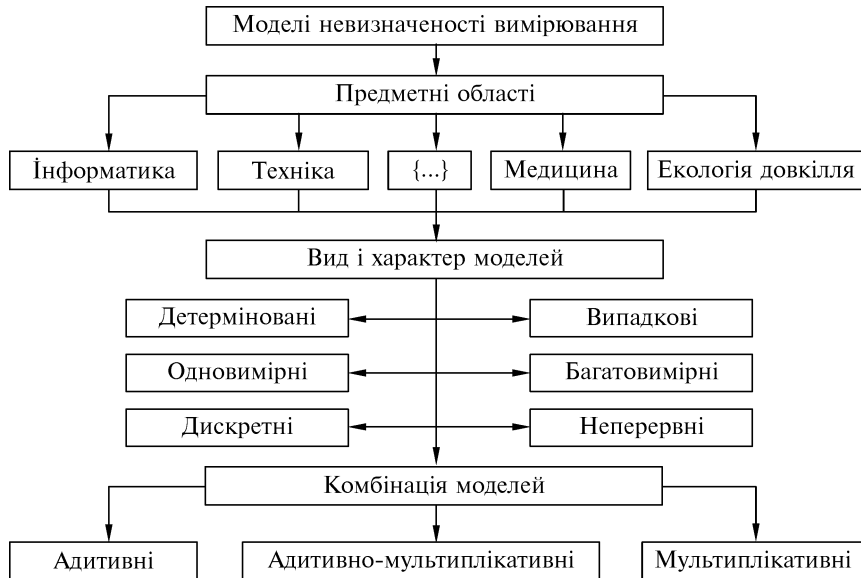 Моделі невизначеності вимірювання
Предметні області
Інформатика
Техніка
{...}
Медицина
Екологія довкілля
Вид і характер моделей
Детерміновані
Випадкові
Одновимірні
Багатовимірні
Дискретні
Неперервні
Комбінація моделей
Адитивні
Адитивно-мультиплікативні
Мультиплікативні